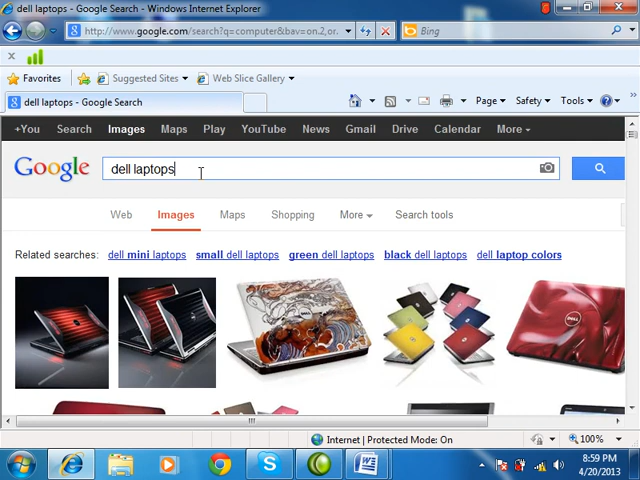 dell laptops - Google Search - Windows Internet Explorer
http://www.google.com/search?q=computer&bav=on.2,or.
Bing
Favorites Suggested Sites Web Slice Gallery
dell laptops - Google Search
Page Safety Tools
+You Search Images Maps Play YouTube News Gmail Drive Calendar More
Google dell laptops
Web Images Maps Shopping More Search tools
Related searches: dell mini laptops small dell laptops green dell laptops black dell laptops dell laptop colors
DELL
Internet | Protected Mode: On 100%
8:59 PM
4/20/2013